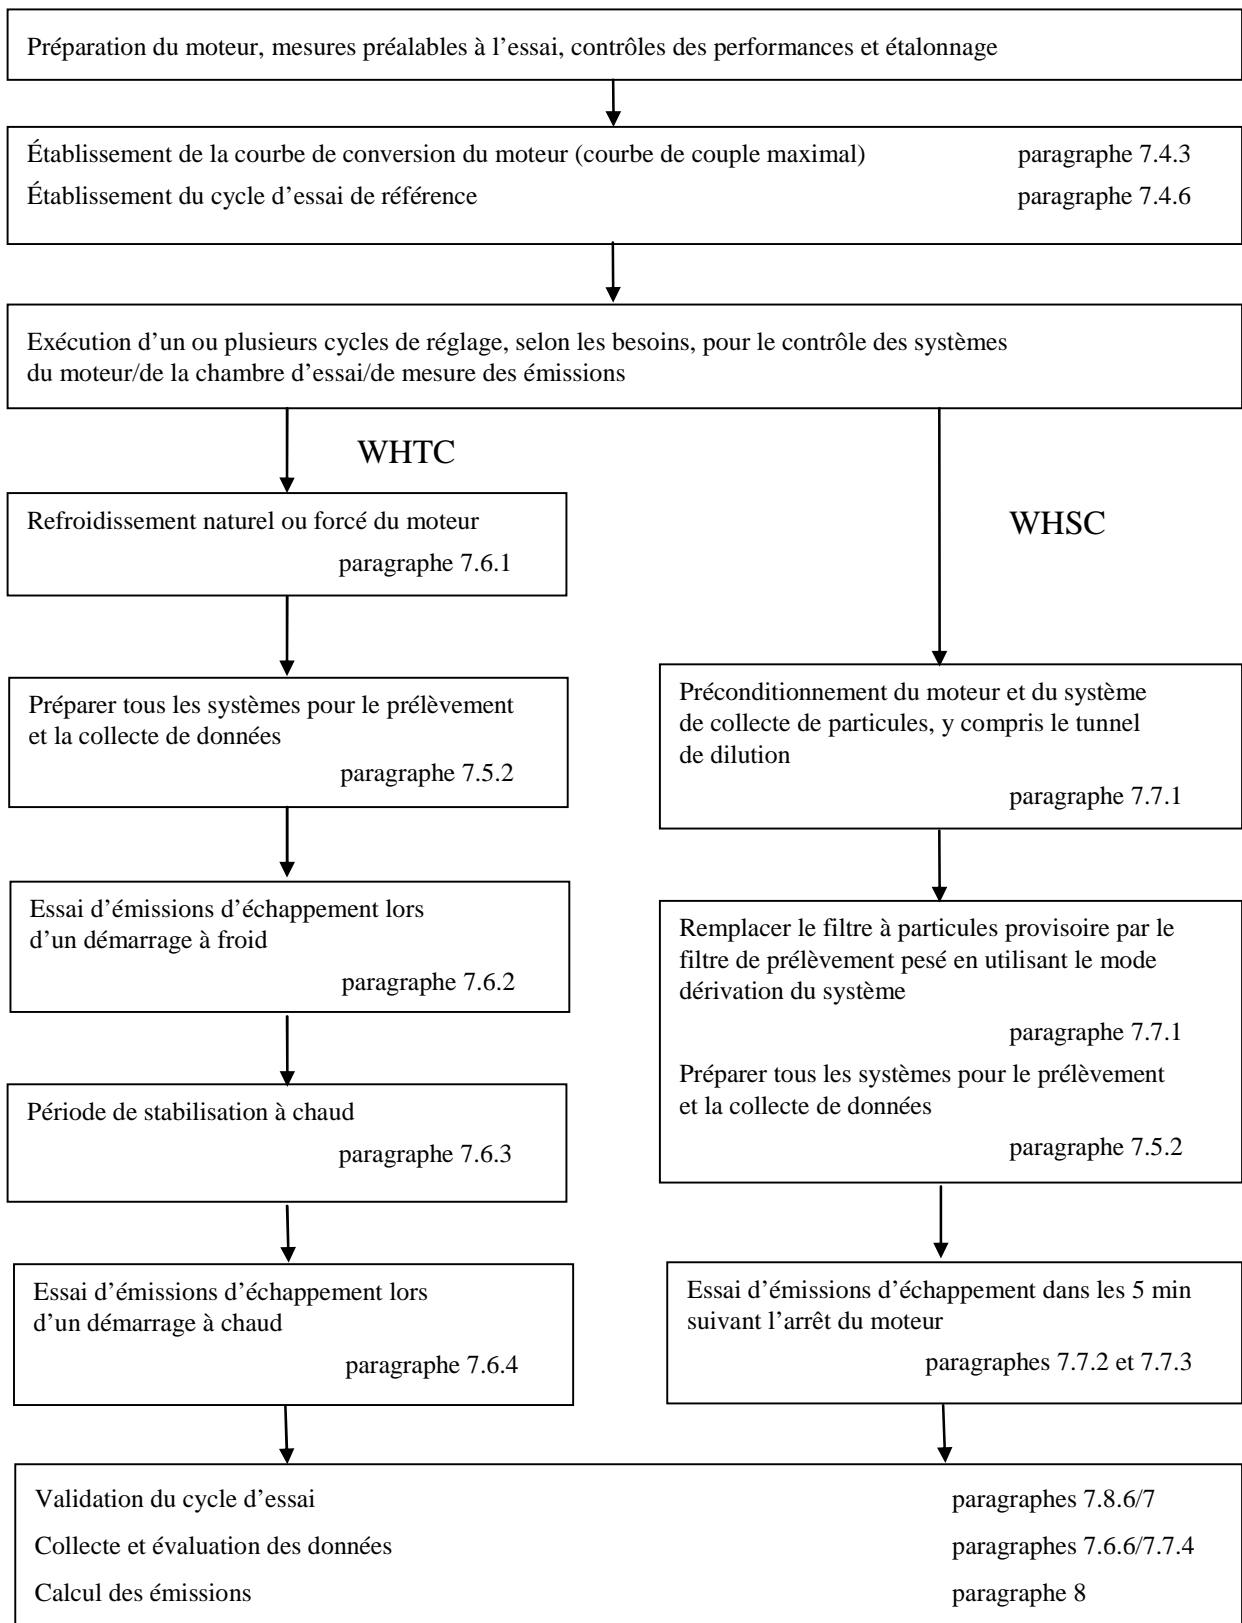 Préparation du moteur, mesures préalables à l’essai, contrôles des performances et étalonnage
Établissement de la courbe de conversion du moteur (courbe de couple maximal) paragraphe 7.4.3
Établissement du cycle d’essai de référence paragraphe 7.4.6
Exécution d’un ou plusieurs cycles de réglage, selon les besoins, pour le contrôle des systèmes
du moteur/de la chambre d’essai/de mesure des émissions
WHTC
Refroidissement naturel ou forcé du moteur
paragraphe 7.6.1
Préparer tous les systèmes pour le prélèvement
et la collecte de données
paragraphe 7.5.2
Essai d’émissions d’échappement lors
d’un démarrage à froid
paragraphe 7.6.2
Période de stabilisation à chaud
paragraphe 7.6.3
Essai d’émissions d’échappement lors
d’un démarrage à chaud
paragraphe 7.6.4
WHSC
Préconditionnement du moteur et du système
de collecte de particules, y compris le tunnel
de dilution
paragraphe 7.7.1
Remplacer le filtre à particules provisoire par le
filtre de prélèvement pesé en utilisant le mode
dérivation du système
paragraphe 7.7.1
Préparer tous les systèmes pour le prélèvement
et la collecte de données
paragraphe 7.5.2
Essai d’émissions d’échappement dans les 5 min
suivant l’arrêt du moteur
paragraphes 7.7.2 et 7.7.3
Validation du cycle d’essai paragraphes 7.8.6/7
Collecte et évaluation des données paragraphes 7.6.6/7.7.4
Calcul des émissions paragraphe 8